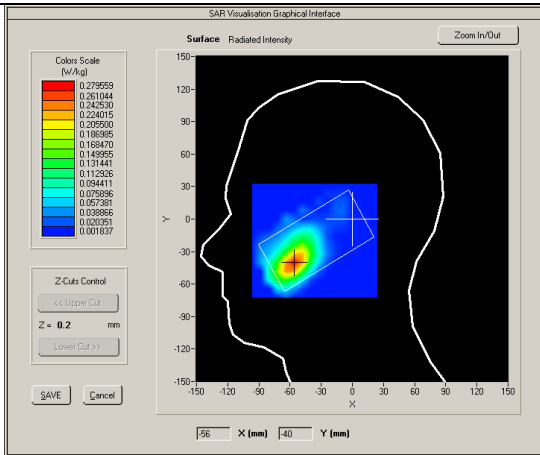 SAR Visualisation Graphical Interface
Surface Radiated Intensity
Zoom In/Out
Colors Scale
(W/kg)
0.279559
0.261044
0.242530
0.224015
0.205500
0.186985
0.168470
0.149955
0.131441
0.112926
0.094411
0.075896
0.057381
0.038866
0.020351
0.001837
Z-Cuts Control
<< Upper Cut
Z = 0.2 mm
Lower Cut >>
SAVE Cancel
150
120
90
60
30
0
-30
-60
-90
-120
-150
Y
-150 -120 -90 -60 -30 0 30 60 90 120 150
X
-56 X (mm) -40 Y (mm)